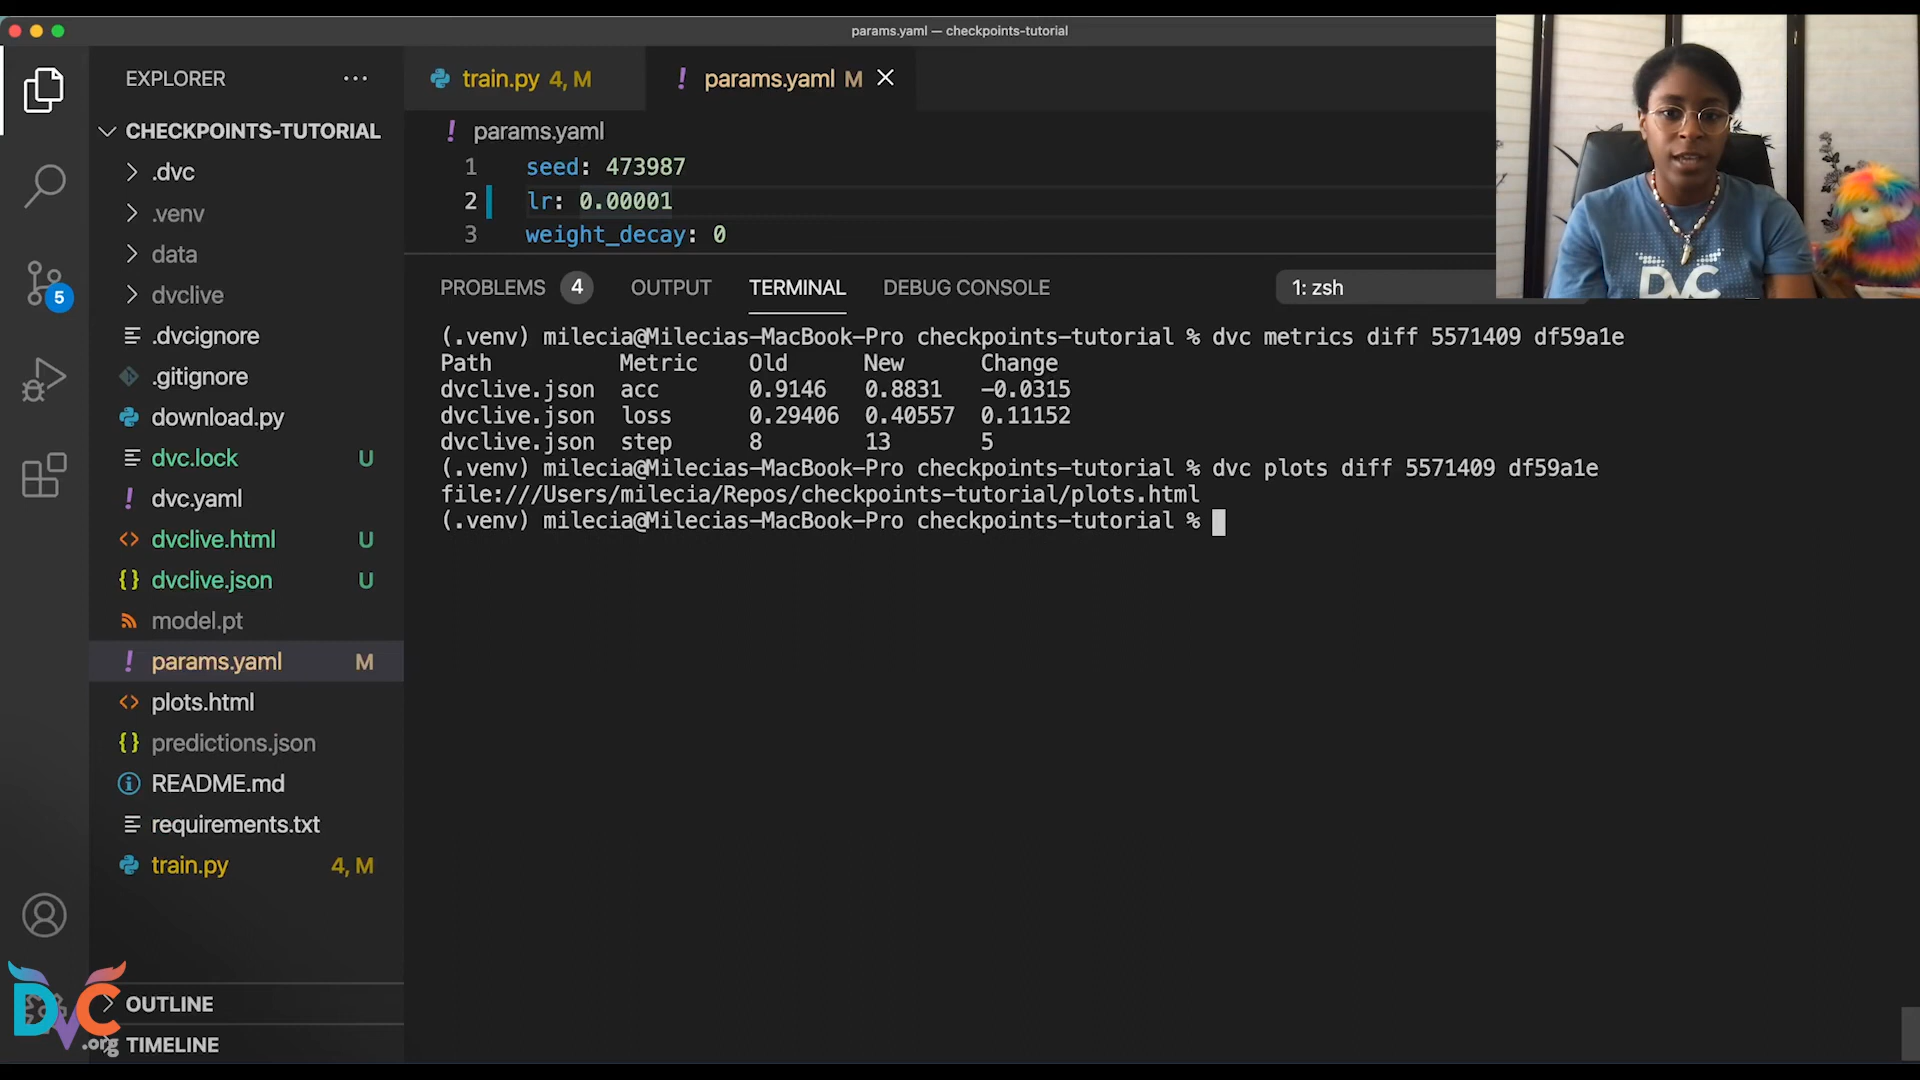 params.yaml — checkpoints-tutorial
EXPLORER
train.py 4, M
params.yaml M
CHECKPOINTS-TUTORIAL
.dvc
.venv
data
dvclive
.dvcignore
.gitignore
download.py
dvc.lock U
dvc.yaml
dvclive.html U
dvclive.json U
model.pt
params.yaml M
plots.html
predictions.json
README.md
requirements.txt
train.py 4, M
OUTLINE
TIMELINE
5
params.yaml
1 seed: 473987
2 lr: 0.00001
3 weight_decay: 0
PROBLEMS 4 OUTPUT TERMINAL DEBUG CONSOLE 1: zsh
(.venv) milecia@Milecias-MacBook-Pro checkpoints-tutorial % dvc metrics diff 5571409 df59a1e
Path Metric Old New Change
dvclive.json acc 0.9146 0.8831 -0.0315
dvclive.json loss 0.29406 0.40557 0.11152
dvclive.json step 8 13 5
(.venv) milecia@Milecias-MacBook-Pro checkpoints-tutorial % dvc plots diff 5571409 df59a1e
file:///Users/milecia/Repos/checkpoints-tutorial/plots.html
(.venv) milecia@Milecias-MacBook-Pro checkpoints-tutorial %
DVC
DVC
.org